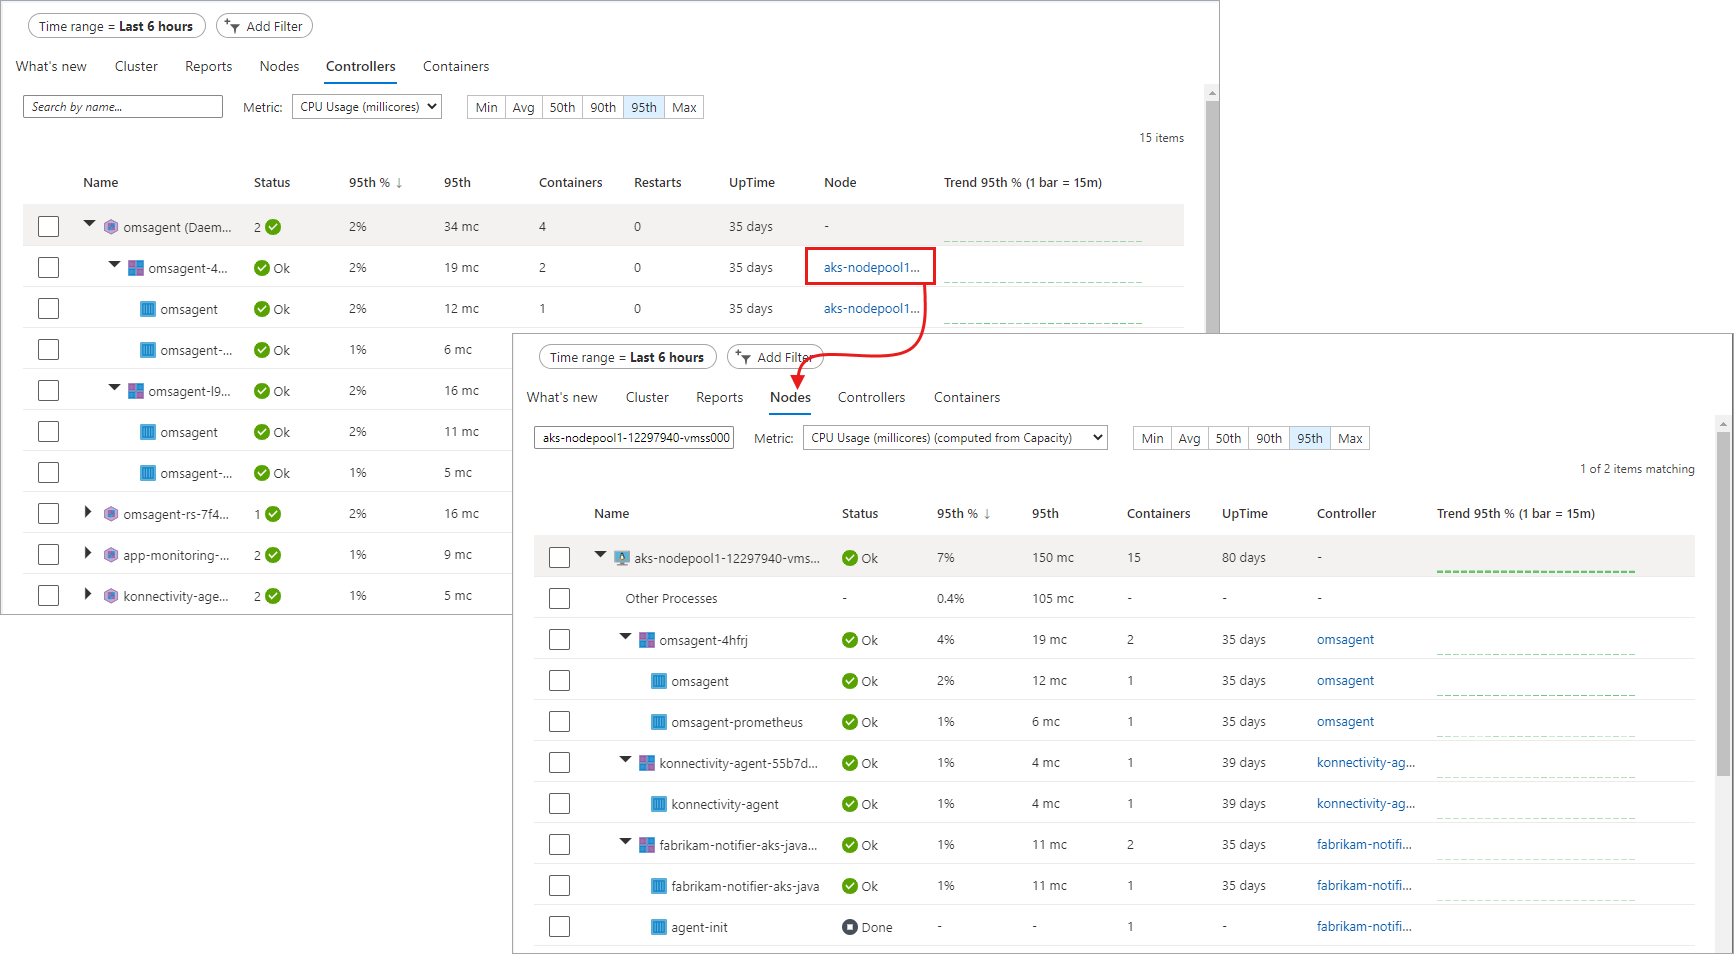 Time range = Last 6 hours Add Filter
What's new Cluster Reports Nodes Controllers Containers
Search by name... Metric: CPU Usage (millicores) Min Avg 50th 90th 95th Max
15 items
Name Status 95th % ↓ 95th Containers Restarts UpTime Node Trend 95th % (1 bar = 15m)
omsagent (Daem... 2 2% 34 mc 4 0 35 days -
omsagent-4... Ok 2% 19 mc 2 0 35 days aks-nodepool1...
omsagent Ok 2% 12 mc 1 0 35 days aks-nodepool1...
omsagent-... Ok 1% 6 mc
omsagent-l9... Ok 2% 16 mc
omsagent Ok 2% 11 mc
omsagent-... Ok 1% 5 mc
omsagent-rs-7f4... 1 2% 16 mc
app-monitoring-... 2 1% 9 mc
konnectivity-age... 2 1% 5 mc
Time range = Last 6 hours Add Filter
What's new Cluster Reports Nodes Controllers Containers
aks-nodepool1-12297940-vmss000 Metric: CPU Usage (millicores) (computed from Capacity) Min Avg 50th 90th 95th Max
1 of 2 items matching
Name Status 95th % ↓ 95th Containers UpTime Controller Trend 95th % (1 bar = 15m)
aks-nodepool1-12297940-vms... Ok 7% 150 mc 15 80 days -
Other Processes - 0.4% 105 mc - - -
omsagent-4hfrj Ok 4% 19 mc 2 35 days omsagent
omsagent Ok 2% 12 mc 1 35 days omsagent
omsagent-prometheus Ok 1% 6 mc 1 35 days omsagent
konnectivity-agent-55b7d... Ok 1% 4 mc 1 39 days konnectivity-ag...
konnectivity-agent Ok 1% 4 mc 1 39 days konnectivity-ag...
fabrikam-notifier-aks-java... Ok 1% 11 mc 2 35 days fabrikam-notifi...
fabrikam-notifier-aks-java Ok 1% 11 mc 1 35 days fabrikam-notifi...
agent-init Done - - 1 - fabrikam-notifi...